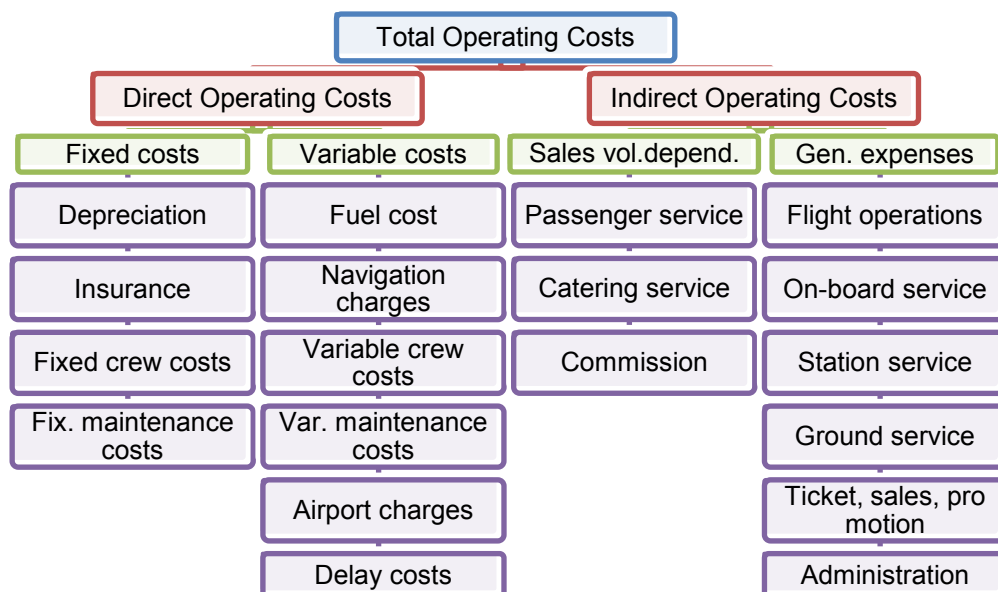 Total Operating Costs
Direct Operating Costs
Indirect Operating Costs
Fixed costs
Variable costs
Sales vol.depend.
Gen. expenses
Depreciation
Fuel cost
Passenger service
Flight operations
Insurance
Navigation
charges
Catering service
On-board service
Fixed crew costs
Variable crew
costs
Commission
Station service
Fix. maintenance
costs
Var. maintenance
costs
Ground service
Airport charges
Ticket, sales, pro
motion
Delay costs
Administration